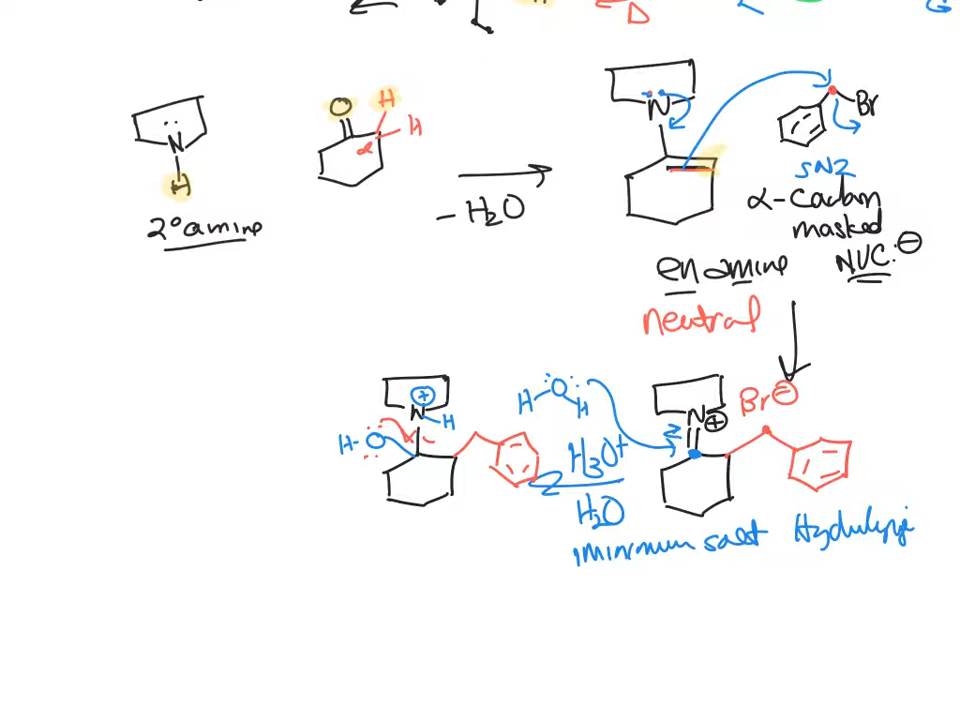 Δ
O H
H
N
α
H
2° amine
- H2O
N
Br
SN2
α-Carbon
masked
NUC:⊖
enamine
neutral
Br⊖
N ⊕
H
H-O
H O H
H3O+
H2O
N ⊕
iminium salt Hydrolysis